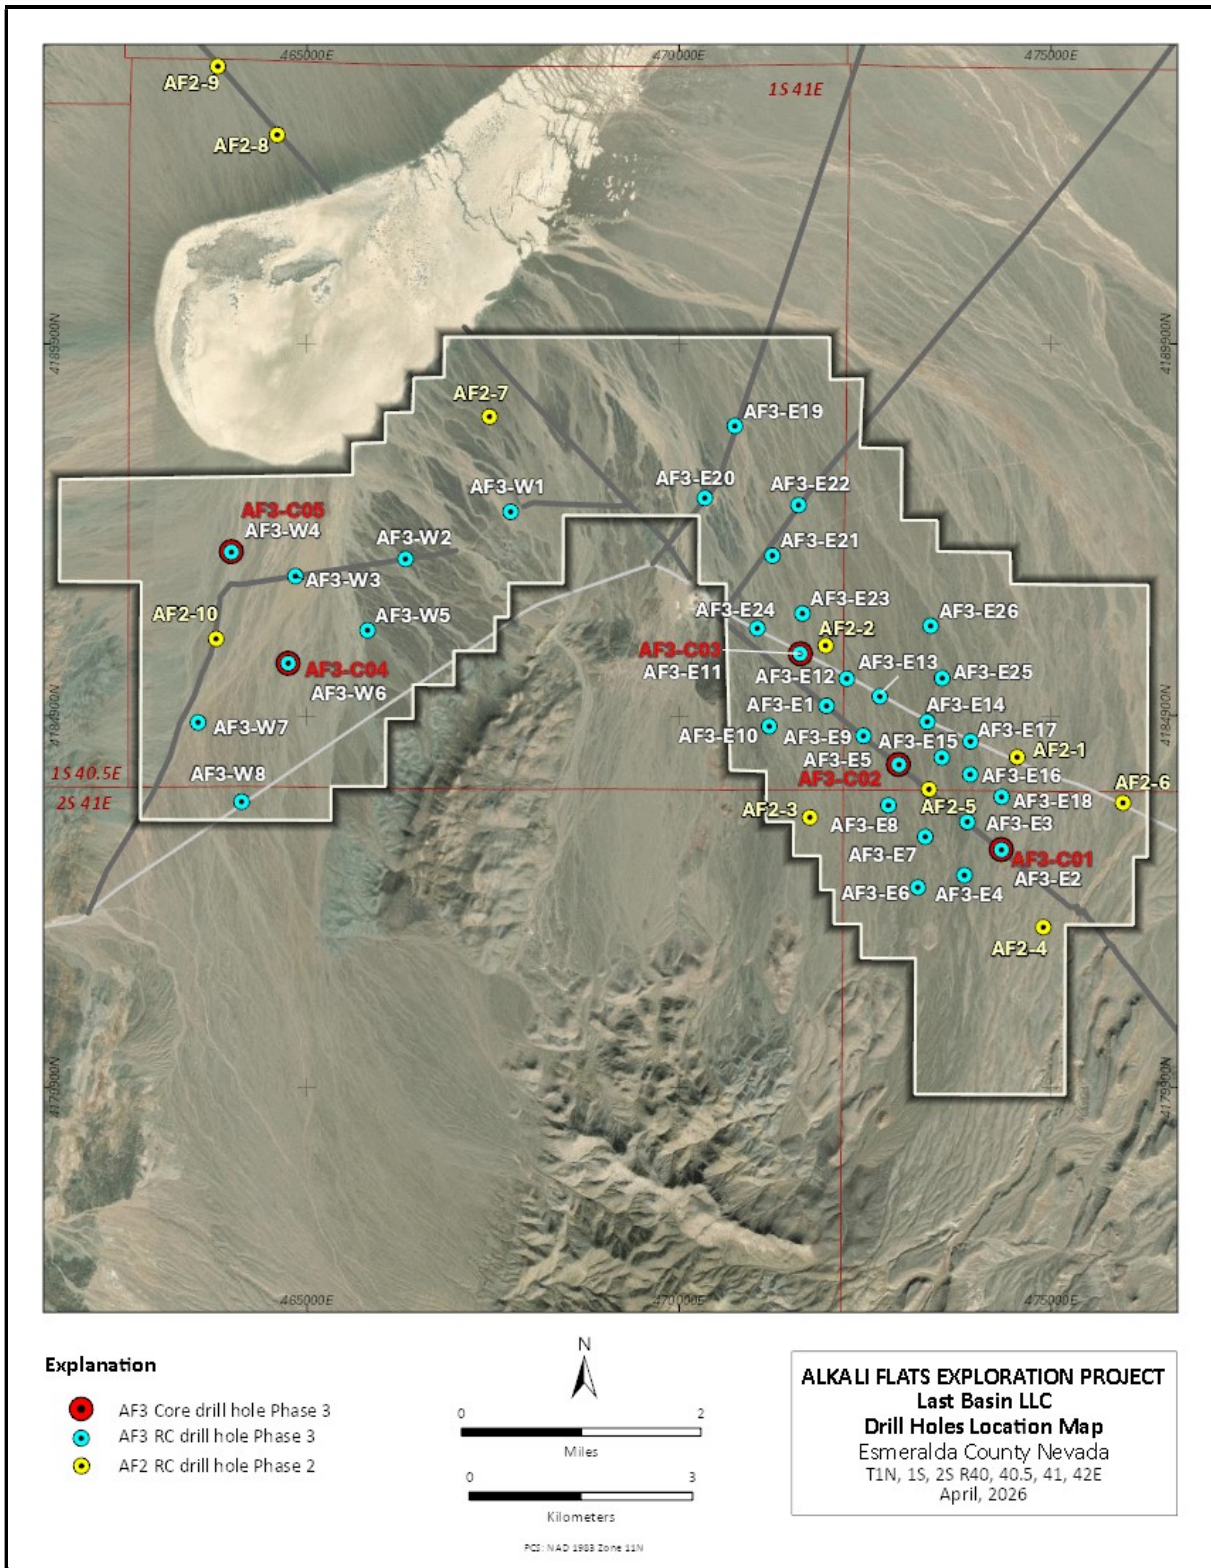 465000E
470000E
475000E
AF2-9
1S 41E
AF2-8
4189900N
4189900N
AF2-7
AF3-E19
AF3-W1
AF3-E20
AF3-E22
AF3-C05
AF3-W4
AF3-W2
AF3-E21
AF3-W3
AF2-10
AF3-W5
AF3-E24
AF3-E23
AF3-E26
AF2-2
AF3-C03
AF3-E11
AF3-C04
AF3-W6
AF3-E12
AF3-E13
AF3-E25
AF3-E1
AF3-E14
4184900N
4184900N
AF3-W7
AF3-E10
AF3-E9
AF3-E15
AF3-E17
AF2-1
AF3-E5
AF3-C02
AF3-E16
1S 40.5E
2S 41E
AF3-W8
AF2-6
AF2-3
AF2-5
AF3-E18
AF3-E8
AF3-E3
AF3-E7
AF3-C01
AF3-E2
AF3-E6
AF3-E4
AF2-4
4179900N
4179900N
465000E
470000E
475000E
Explanation
AF3 Core drill hole Phase 3
AF3 RC drill hole Phase 3
AF2 RC drill hole Phase 2
N
0 2
Miles
0 3
Kilometers
PCS: NAD 1983 Zone 11N
ALKALI FLATS EXPLORATION PROJECT
Last Basin LLC
Drill Holes Location Map
Esmeralda County Nevada
T1N, 1S, 2S R40, 40.5, 41, 42E
April, 2026